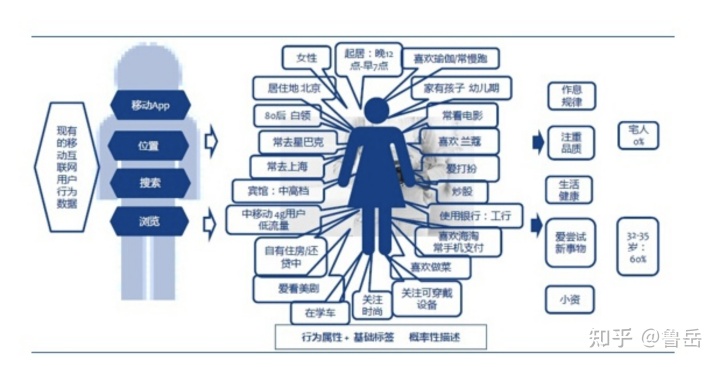 现有
的移
动互
联网
用户
行为
数据
移动App
位置
搜索
浏览
女性
起居：晚12
点-早7点
喜欢瑜伽/常慢跑
居住地 北京
家有孩子 幼儿期
80后 白领
常看电影
常去星巴克
喜欢 兰蔻
常去上海
爱打扮
宾馆：中高档
炒股
中移动 4g用户
低流量
使用银行：工行
自有住房/还
贷中
喜欢海淘
常手机支付
爱看美剧
喜欢做菜
在学车
关注
时尚
关注可穿戴
设备
行为属性 + 基础标签 概率性描述
作息
规律
注重
品质
生活
健康
爱尝试
新事物
小资
宅人
0%
32-35
岁：
60%
知乎 @鲁岳